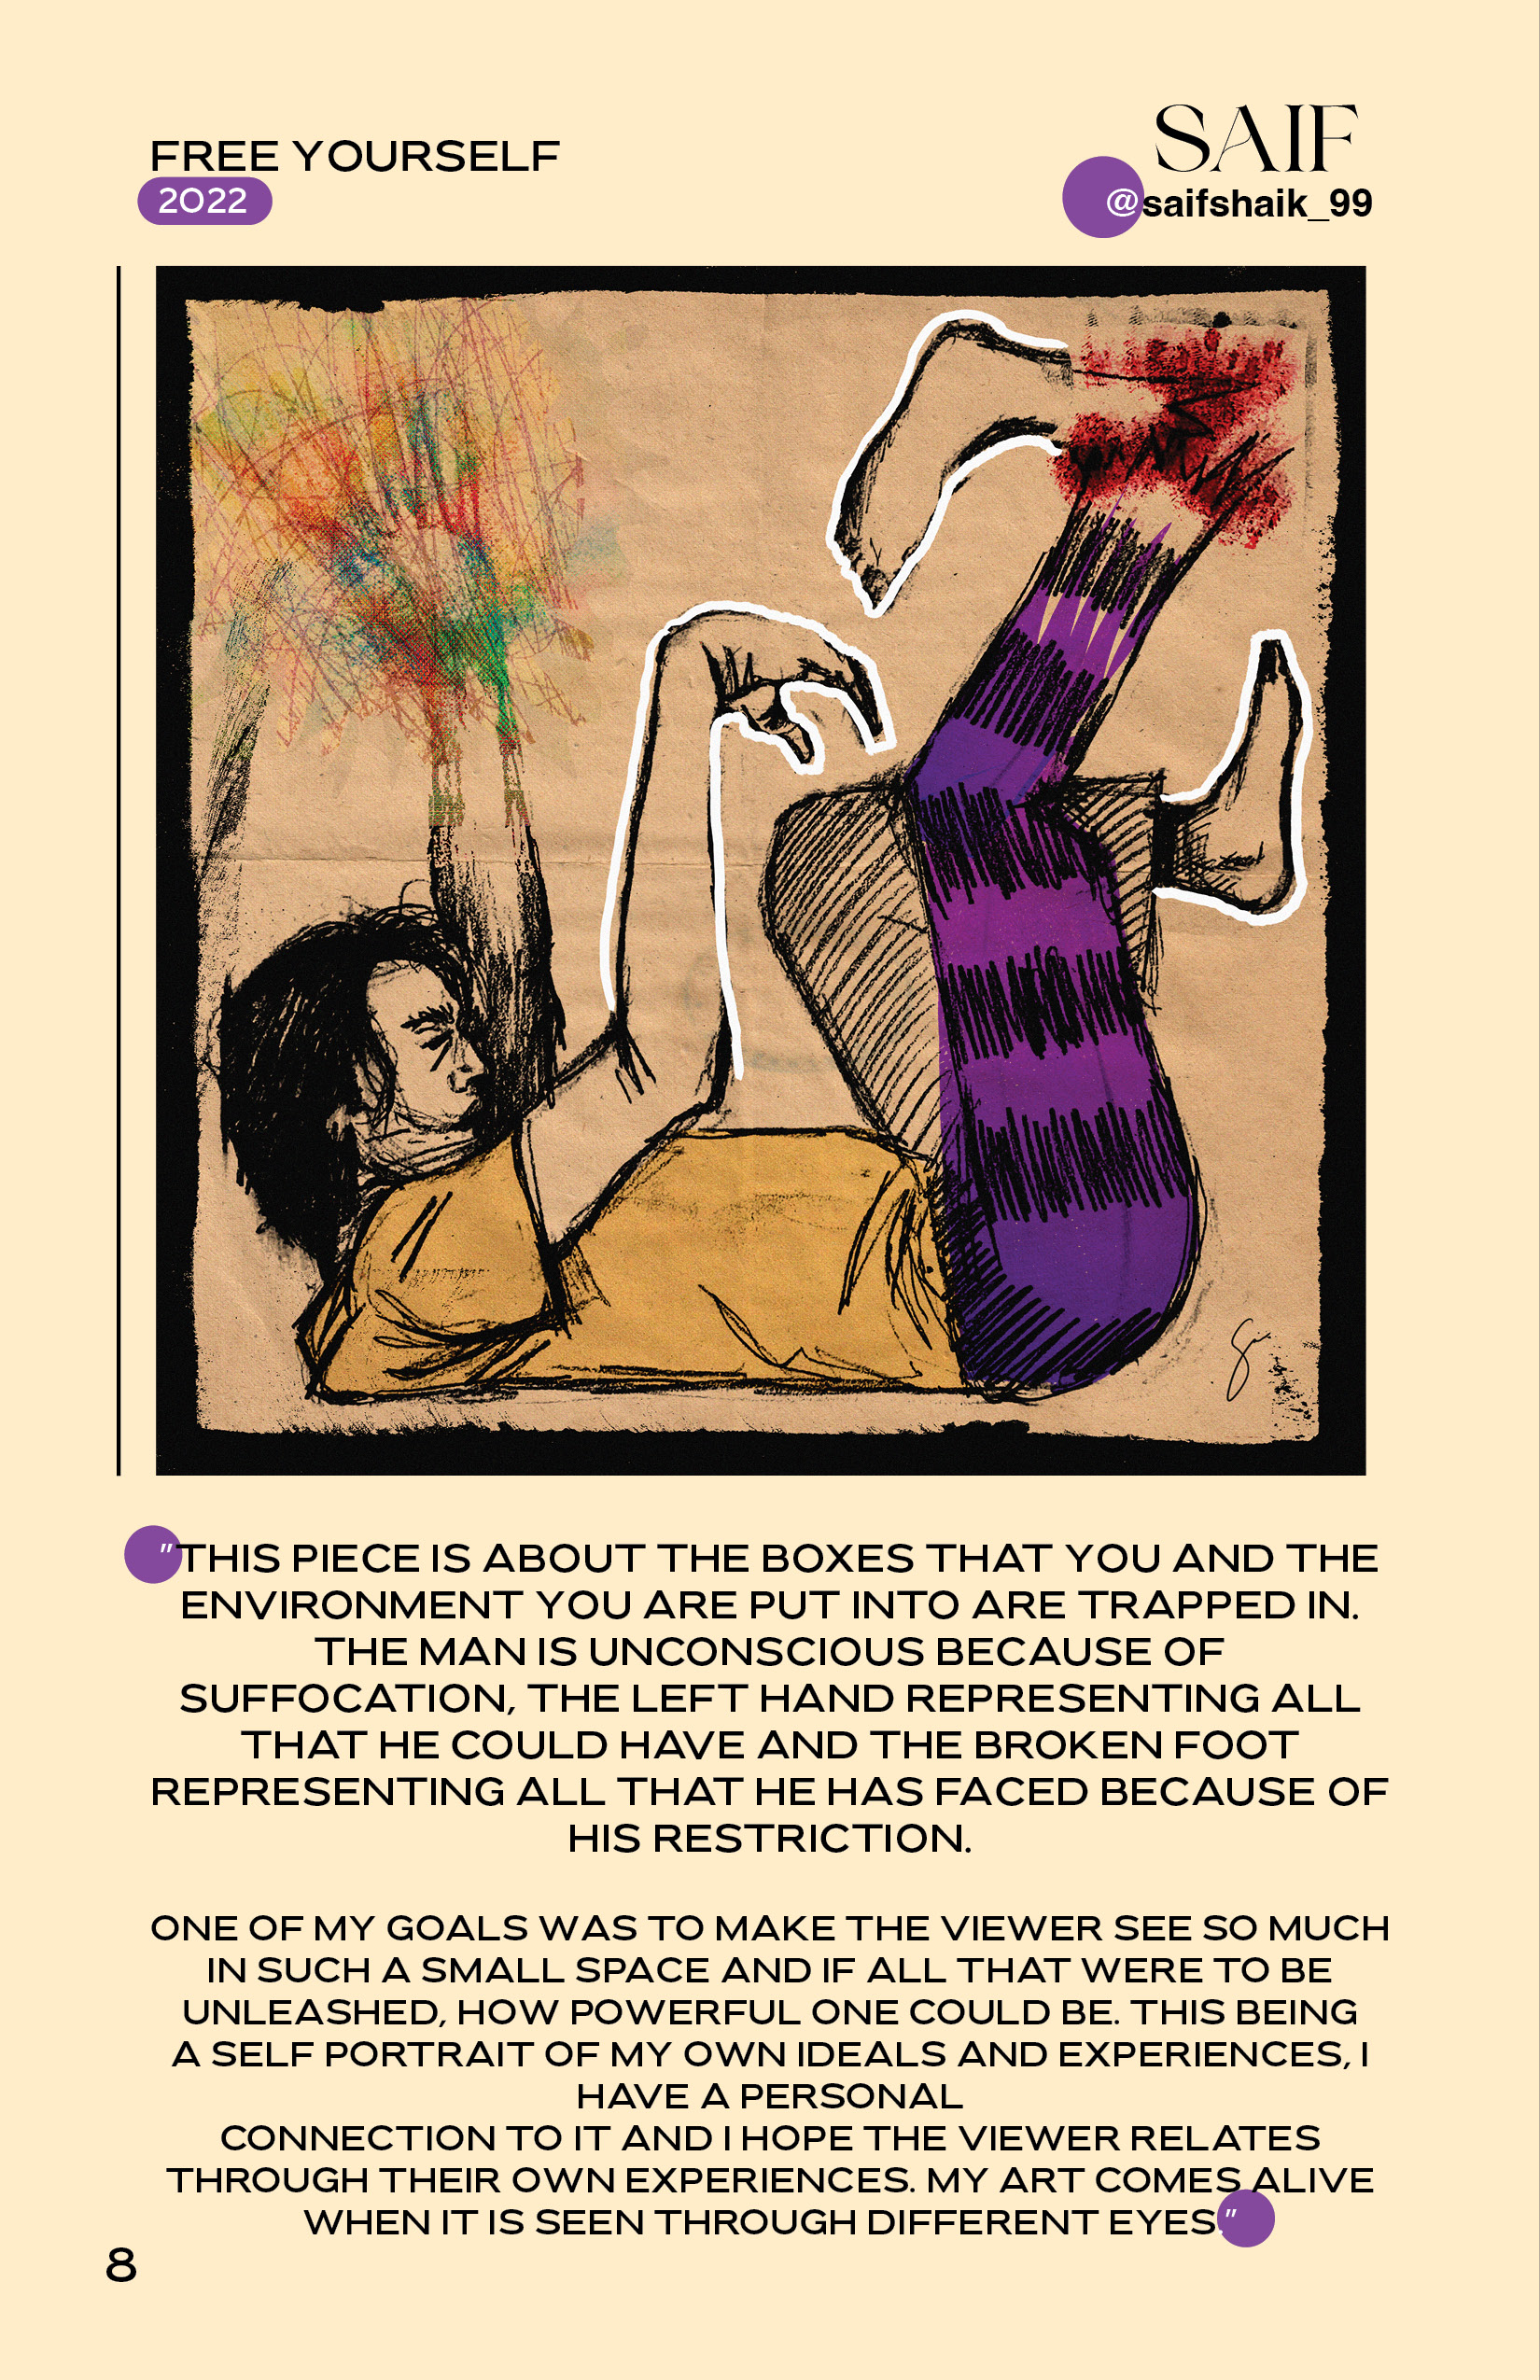 FREE YOURSELF
2022
SAIF
@saifshaik_99
"THIS PIECE IS ABOUT THE BOXES THAT YOU AND THE
ENVIRONMENT YOU ARE PUT INTO ARE TRAPPED IN.
THE MAN IS UNCONSCIOUS BECAUSE OF
SUFFOCATION, THE LEFT HAND REPRESENTING ALL
THAT HE COULD HAVE AND THE BROKEN FOOT
REPRESENTING ALL THAT HE HAS FACED BECAUSE OF
HIS RESTRICTION.
ONE OF MY GOALS WAS TO MAKE THE VIEWER SEE SO MUCH
IN SUCH A SMALL SPACE AND IF ALL THAT WERE TO BE
UNLEASHED, HOW POWERFUL ONE COULD BE. THIS BEING
A SELF PORTRAIT OF MY OWN IDEALS AND EXPERIENCES, I
HAVE A PERSONAL
CONNECTION TO IT AND I HOPE THE VIEWER RELATES
THROUGH THEIR OWN EXPERIENCES. MY ART COMES ALIVE
WHEN IT IS SEEN THROUGH DIFFERENT EYES."
8